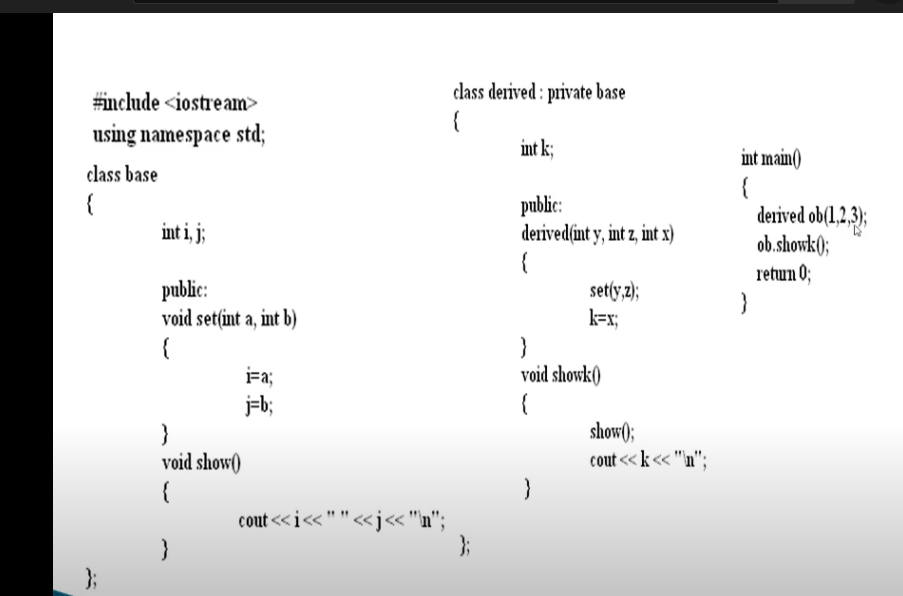 #include <iostream>
using namespace std;
class base
{
int i, j;
public:
void set(int a, int b)
{
i=a;
j=b;
}
void show()
{
cout << i << " " << j << "\n";
}
};
class derived : private base
{
int k;
public:
derived(int y, int z, int x)
{
set(y,z);
k=x;
}
void showk()
{
show();
cout << k << "\n";
}
};
int main()
{
derived ob(1,2,3);
ob.showk();
return 0;
}